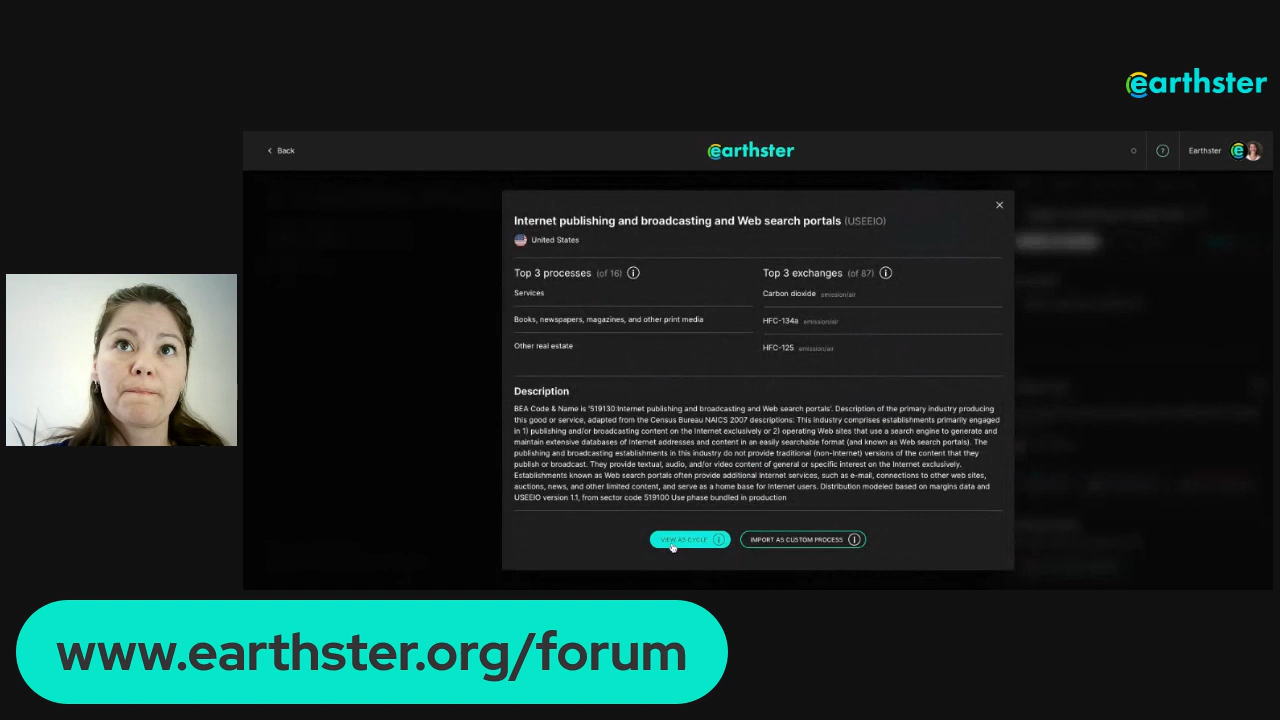 earthster
Back
earthster
Earthster
Internet publishing and broadcasting and Web search portals (USEEIO)
United States
Top 3 processes (of 16)
Top 3 exchanges (of 87)
Services
Carbon dioxide emission/air
Books, newspapers, magazines, and other print media
HFC-134a emission/air
Other real estate
HFC-125 emission/air
Description
BEA Code & Name is '519130 Internet publishing and broadcasting and Web search portals'. Description of the primary industry producing
this good or service, adapted from the Census Bureau NAICS 2007 descriptions: This industry comprises establishments primarily engaged
in 1) publishing and/or broadcasting content on the Internet exclusively or 2) operating Web sites that use a search engine to generate and
maintain extensive databases of Internet addresses and content in an easily searchable format (and known as Web search portals). The
publishing and broadcasting establishments in this industry do not provide traditional (non-Internet) versions of the content that they
publish or broadcast. They provide textual, audio, and/or video content of general or specific interest on the Internet exclusively.
Establishments known as Web search portals often provide additional Internet services, such as e-mail, connections to other web sites,
auctions, news, and other limited content, and serve as a home base for Internet users. Distribution modeled based on margins data and
USEEIO version 1.1, from sector code 519100 Use phase bundled in production
VIEW AS CYCLE
IMPORT AS CUSTOM PROCESS
www.earthster.org/forum